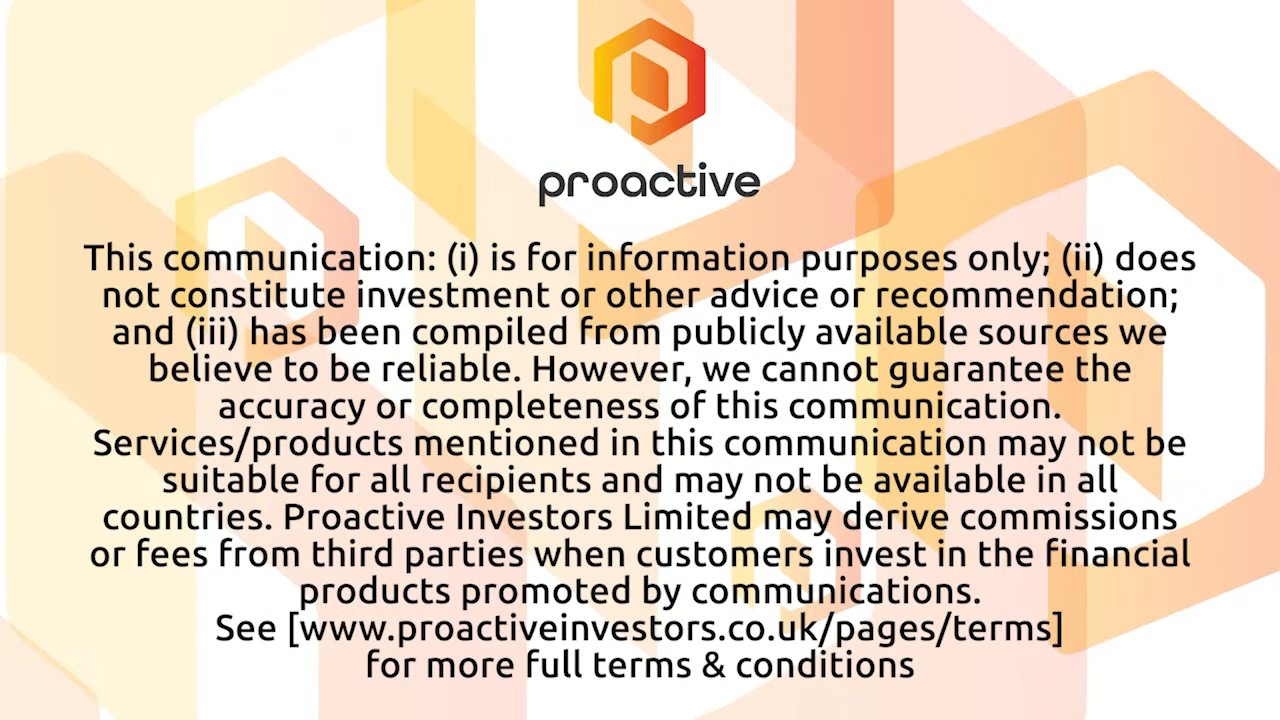 proactive
This communication: (i) is for information purposes only; (ii) does
not constitute investment or other advice or recommendation;
and (iii) has been compiled from publicly available sources we
believe to be reliable. However, we cannot guarantee the
accuracy or completeness of this communication.
Services/products mentioned in this communication may not be
suitable for all recipients and may not be available in all
countries. Proactive Investors Limited may derive commissions
or fees from third parties when customers invest in the financial
products promoted by communications.
See [www.proactiveinvestors.co.uk/pages/terms]
for more full terms & conditions